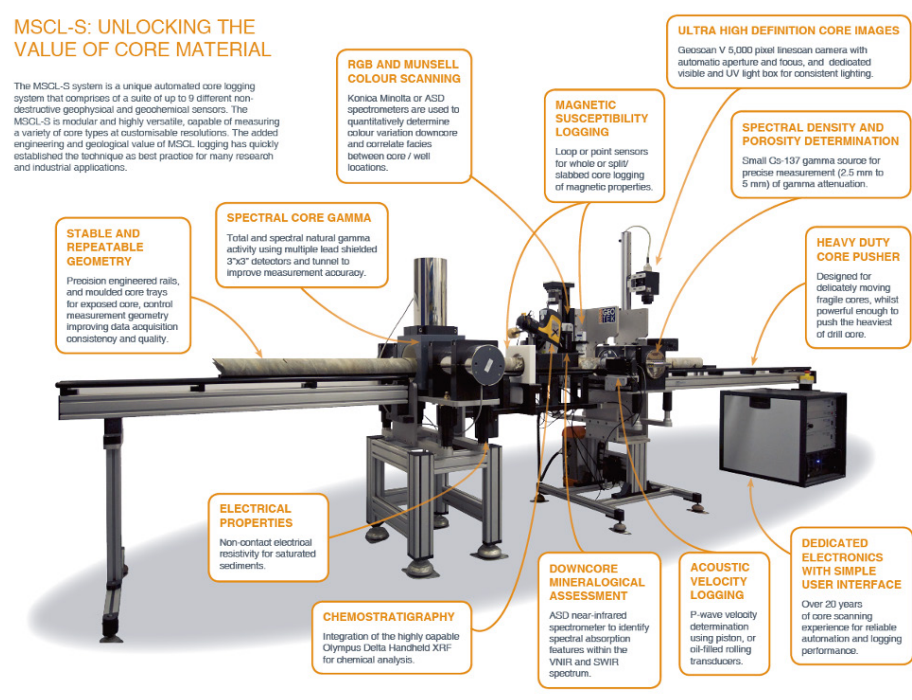 MSCL-S: UNLOCKING THE
VALUE OF CORE MATERIAL
The MSCL-S system is a unique automated core logging
system that comprises of a suite of up to 9 different non-
destructive geophysical and geochemical sensors. The
MSCL-S is modular and highly versatile, capable of measuring
a variety of core types at customisable resolutions. The added
engineering and geological value of MSCL logging has quickly
established the technique as best practice for many research
and industrial applications.
RGB AND MUNSELL
COLOUR SCANNING
Konica Minolta or ASD
spectrometers are used to
quantitatively determine
colour variation downcore
and correlate facies
between core / well
locations.
MAGNETIC
SUSCEPTIBILITY
LOGGING
Loop or point sensors
for whole or split/
slabbed core logging
of magnetic properties.
ULTRA HIGH DEFINITION CORE IMAGES
Geoscan V 5,000 pixel linescan camera with
automatic aperture and focus, and dedicated
visible and UV light box for consistent lighting.
SPECTRAL DENSITY AND
POROSITY DETERMINATION
Small Cs-137 gamma source for
precise measurement (2.5 mm to
5 mm) of gamma attenuation.
STABLE AND
REPEATABLE
GEOMETRY
Precision engineered rails,
and moulded core trays
for exposed core, control
measurement geometry
improving data acquisition
consistency and quality.
SPECTRAL CORE GAMMA
Total and spectral natural gamma
activity using multiple lead shielded
3"x3" detectors and tunnel to
improve measurement accuracy.
HEAVY DUTY
CORE PUSHER
Designed for
delicately moving
fragile cores, whilst
powerful enough to
push the heaviest
of drill core.
GEO
TEK
ELECTRICAL
PROPERTIES
Non-contact electrical
resistivity for saturated
sediments.
CHEMOSTRATIGRAPHY
Integration of the highly capable
Olympus Delta Handheld XRF
for chemical analysis.
DOWNCORE
MINERALOGICAL
ASSESSMENT
ASD near-infrared
spectrometer to identify
spectral absorption
features within the
VNIR and SWIR
spectrum.
ACOUSTIC
VELOCITY
LOGGING
P-wave velocity
determination
using piston, or
oil-filled rolling
transducers.
DEDICATED
ELECTRONICS
WITH SIMPLE
USER INTERFACE
Over 20 years
of core scanning
experience for reliable
automation and logging
performance.